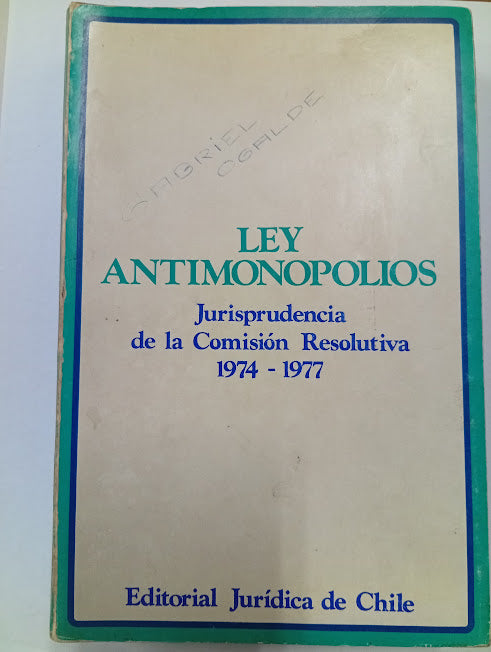 GABRIEL
OGALDE
LEY
ANTIMONOPOLIOS
Jurisprudencia
de la Comisión Resolutiva
1974 - 1977
Editorial Jurídica de Chile